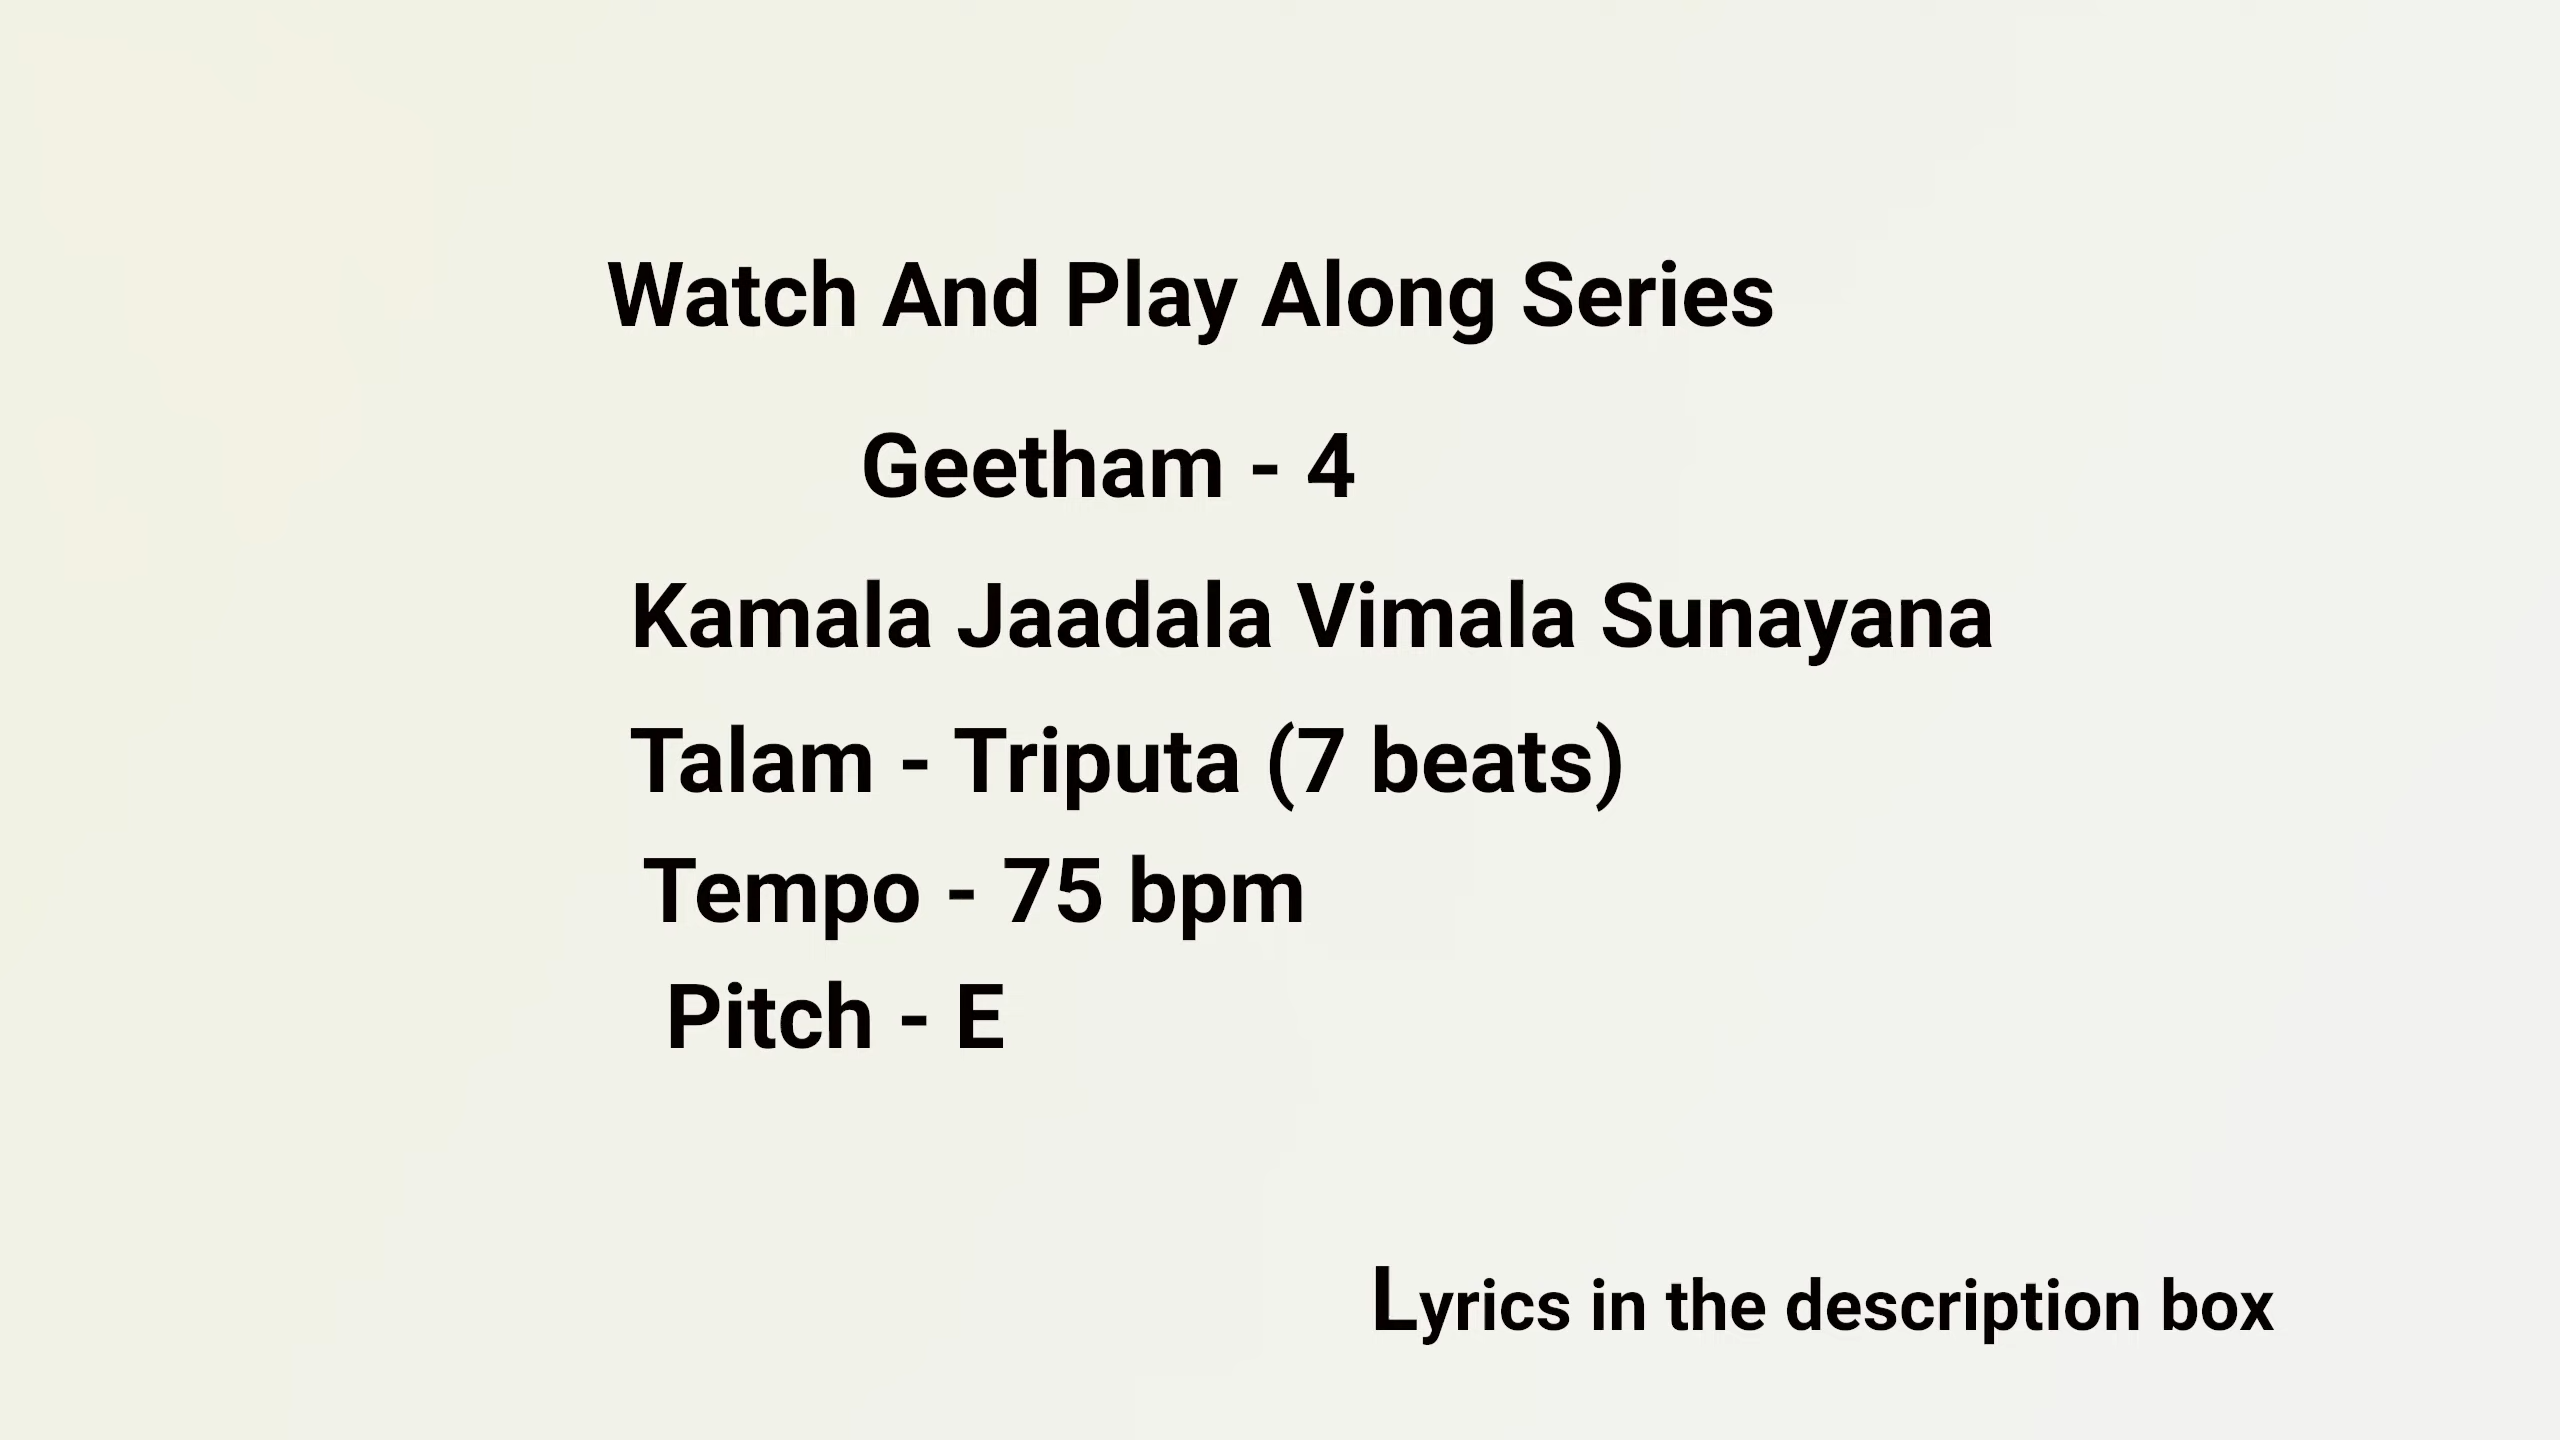 Watch And Play Along Series
Geetham - 4
Kamala Jaadala Vimala Sunayana
Talam - Triputa (7 beats)
Tempo - 75 bpm
Pitch - E
Lyrics in the description box